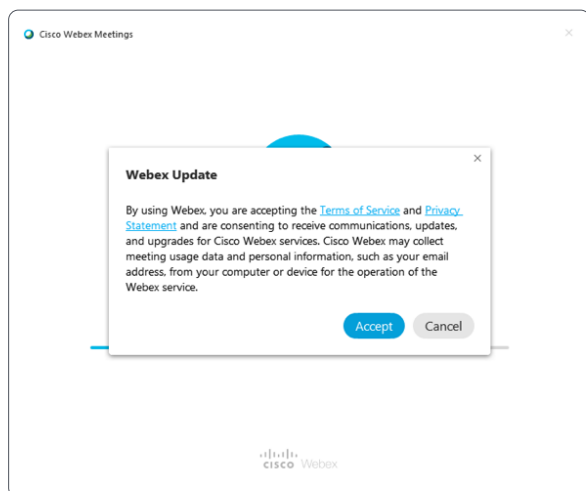 Cisco Webex Meetings
Webex Update
By using Webex, you are accepting the Terms of Service and Privacy
Statement and are consenting to receive communications, updates,
and upgrades for Cisco Webex services. Cisco Webex may collect
meeting usage data and personal information, such as your email
address, from your computer or device for the operation of the
Webex service.
Accept Cancel
cisco Webex